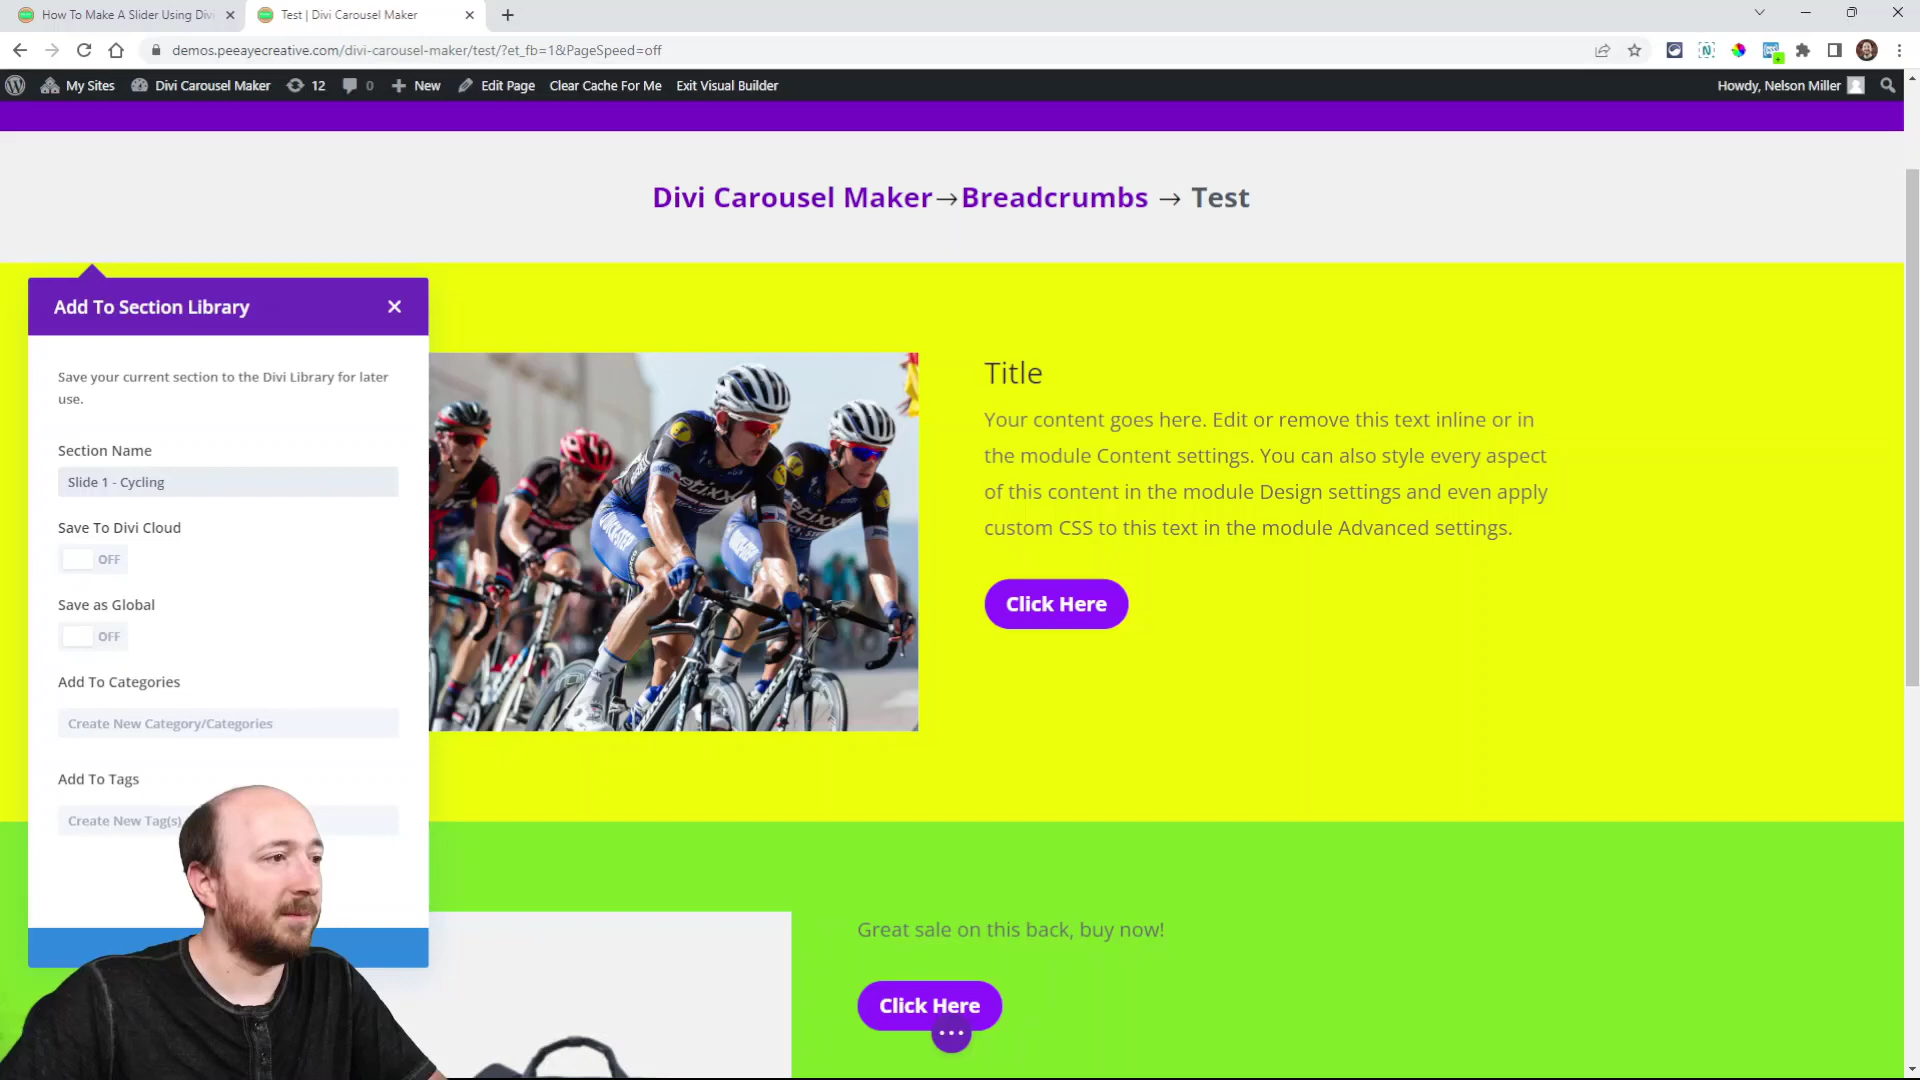 How To Make A Slider Using Divi
Test | Divi Carousel Maker
demos.peeayecreative.com/divi-carousel-maker/test/?et_fb=1&PageSpeed=off
My Sites
Divi Carousel Maker
12
0
New
Edit Page
Clear Cache For Me
Exit Visual Builder
Howdy, Nelson Miller
Divi Carousel Maker→Breadcrumbs → Test
Add To Section Library
Save your current section to the Divi Library for later
use.
Section Name
Slide 1 - Cycling
Save To Divi Cloud
OFF
Save as Global
OFF
Add To Categories
Create New Category/Categories
Add To Tags
Create New Tag(s)
Title
Your content goes here. Edit or remove this text inline or in
the module Content settings. You can also style every aspect
of this content in the module Design settings and even apply
custom CSS to this text in the module Advanced settings.
Click Here
Great sale on this back, buy now!
Click Here